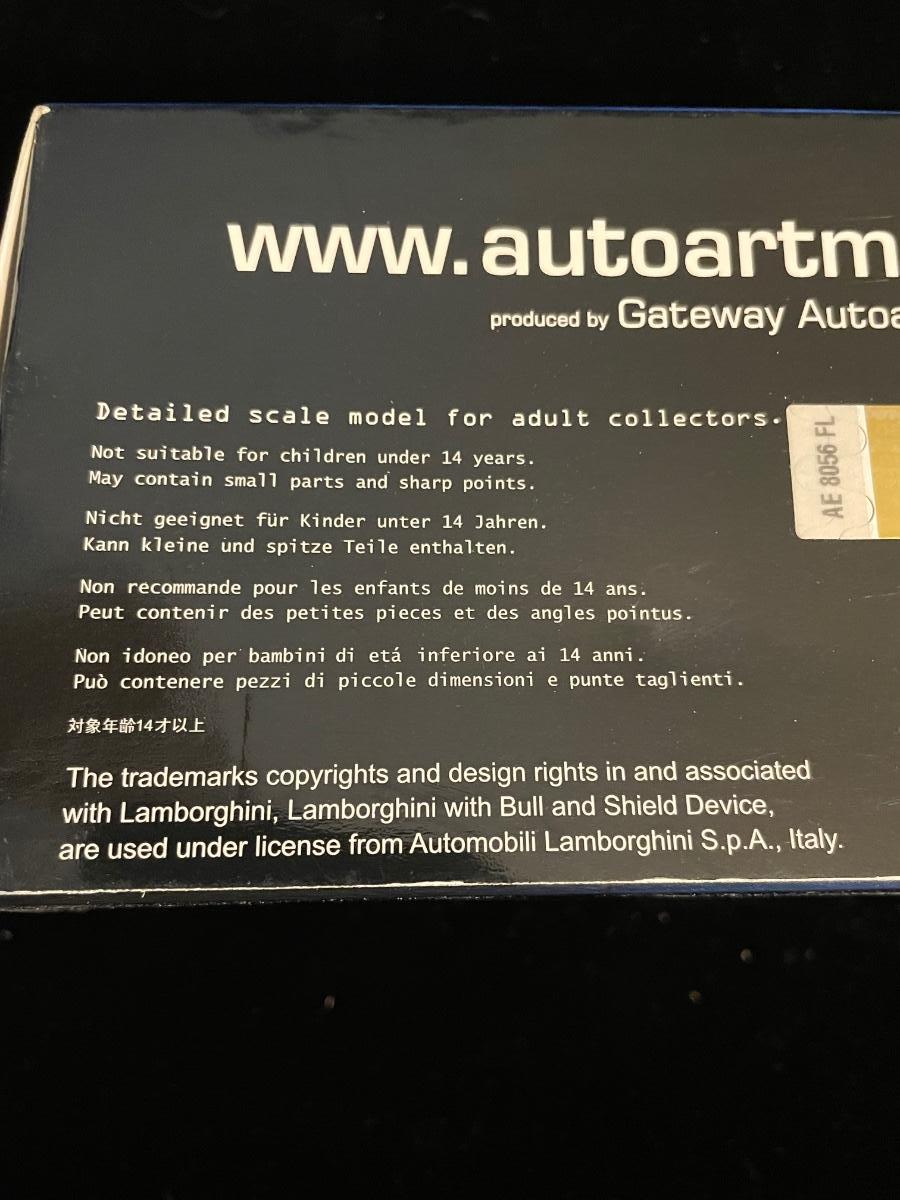 www.autoartm
produced by Gateway Autoa
Detailed scale model for adult collectors.
AE 8056 FL
Not suitable for children under 14 years.
May contain small parts and sharp points.
Nicht geeignet für Kinder unter 14 Jahren.
Kann kleine und spitze Teile enthalten.
Non recommande pour les enfants de moins de 14 ans.
Peut contenir des petites pieces et des angles pointus.
Non idoneo per bambini di etá inferiore ai 14 anni.
Può contenere pezzi di piccole dimensioni e punte taglienti.
対象年齢14才以上
The trademarks copyrights and design rights in and associated
with Lamborghini, Lamborghini with Bull and Shield Device,
are used under license from Automobili Lamborghini S.p.A., Italy.